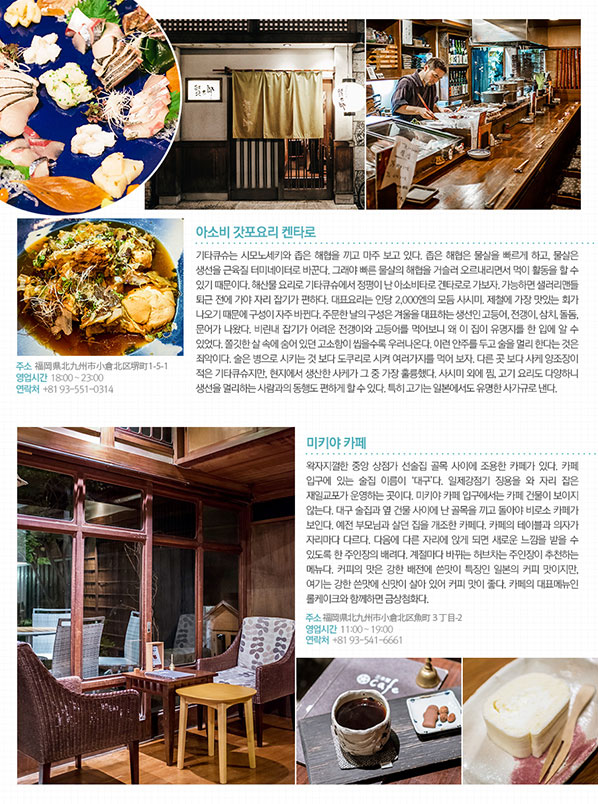 아소비 갓포요리 켄타로
기타큐슈는 시모노세키와 좁은 해협을 끼고 마주 보고 있다. 좁은 해협은 물살을 빠르게 하고, 물살은
생선을 근육질 터미네이터로 바꾼다. 그래야 빠른 물살의 해협을 거슬러 오르내리면서 먹이 활동을 할 수
있기 때문이다. 해산물 요리로 기타큐슈에서 정평이 난 아소비타로 켄타로로 가보자. 가능하면 샐러리맨들
퇴근 전에 가야 자리 잡기가 편하다. 대표요리는 인당 2,000엔의 모듬 사시미. 제철에 가장 맛있는 회가
나오기 때문에 구성이 자주 바뀐다. 주문한 날의 구성은 겨울을 대표하는 생선인 고등어, 전갱이, 삼치, 돌돔,
문어가 나왔다. 비린내 잡기가 어려운 전갱이와 고등어를 먹어보니 왜 이 집이 유명지를 한 입에 알 수
있었다. 쫄깃한 살 속에 숨어 있던 고소함이 씹을수록 우러나온다. 이런 안주를 두고 술을 멀리 한다는 것은
죄악이다. 술은 병으로 시키는 것 보다 도쿠리로 시켜 여러가지를 먹어 보자. 다른 곳 보다 사케 양조장이
적은 기타큐슈지만, 현지에서 생산한 사케가 그 중 가장 훌륭했다. 사시미 외에 찜, 고기 요리도 다양하니
생선을 멀리하는 사람과의 동행도 편하게 할 수 있다. 특히 고기는 일본에서도 유명한 사가규로 낸다.
주소 福岡県北九州市小倉北区堺町1-5-1
영업시간 18:00 ~ 23:00
연락처 +81 93-551-0314
미키야 카페
왁자지껄한 중앙 상점가 선술집 골목 사이에 조용한 카페가 있다. 카페
입구에 있는 술집 이름이 '대구'다. 일제강점기 징용을 와 자리 잡은
재일교포가 운영하는 곳이다. 미키야 카페 입구에서는 카페 건물이 보이지
않는다. 대구 술집과 옆 건물 사이에 난 골목을 끼고 돌아야 비로소 카페가
보인다. 예전 부모님과 살던 집을 개조한 카페다. 카페의 테이블과 의자가
자리마다 다르다. 다음에 다른 자리에 앉게 되면 새로운 느낌을 받을 수
있도록 한 주인장의 배려다. 계절마다 바뀌는 허브차는 주인장이 추천하는
메뉴다. 커피의 맛은 강한 배전에 쓴맛이 특징인 일본의 커피 맛이지만,
여기는 강한 쓴맛에 신맛이 살아 있어 커피 맛이 좋다. 카페의 대표메뉴인
롤케이크와 함께하면 금상첨화다.
주소 福岡県北九州市小倉北区魚町 3 丁目-2
영업시간 11:00 ~ 19:00
연락처 +81 93-541-6661
cafe